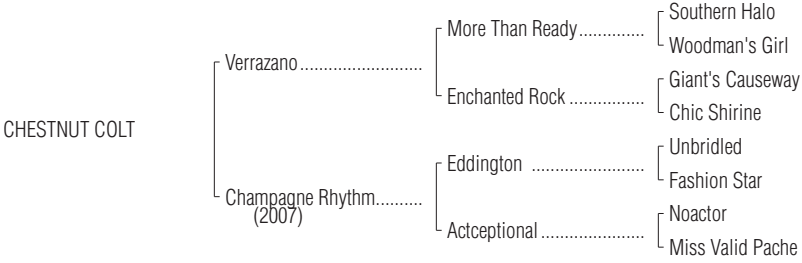 Southern Halo
More Than Ready..............
Woodman's Girl
Verrazano..........................
Giant's Causeway
Enchanted Rock ................
Chic Shirine
CHESTNUT COLT
Unbridled
Eddington ........................
Fashion Star
Champagne Rhythm..........
(2007)
Noactor
Actceptional ......................
Miss Valid Pache